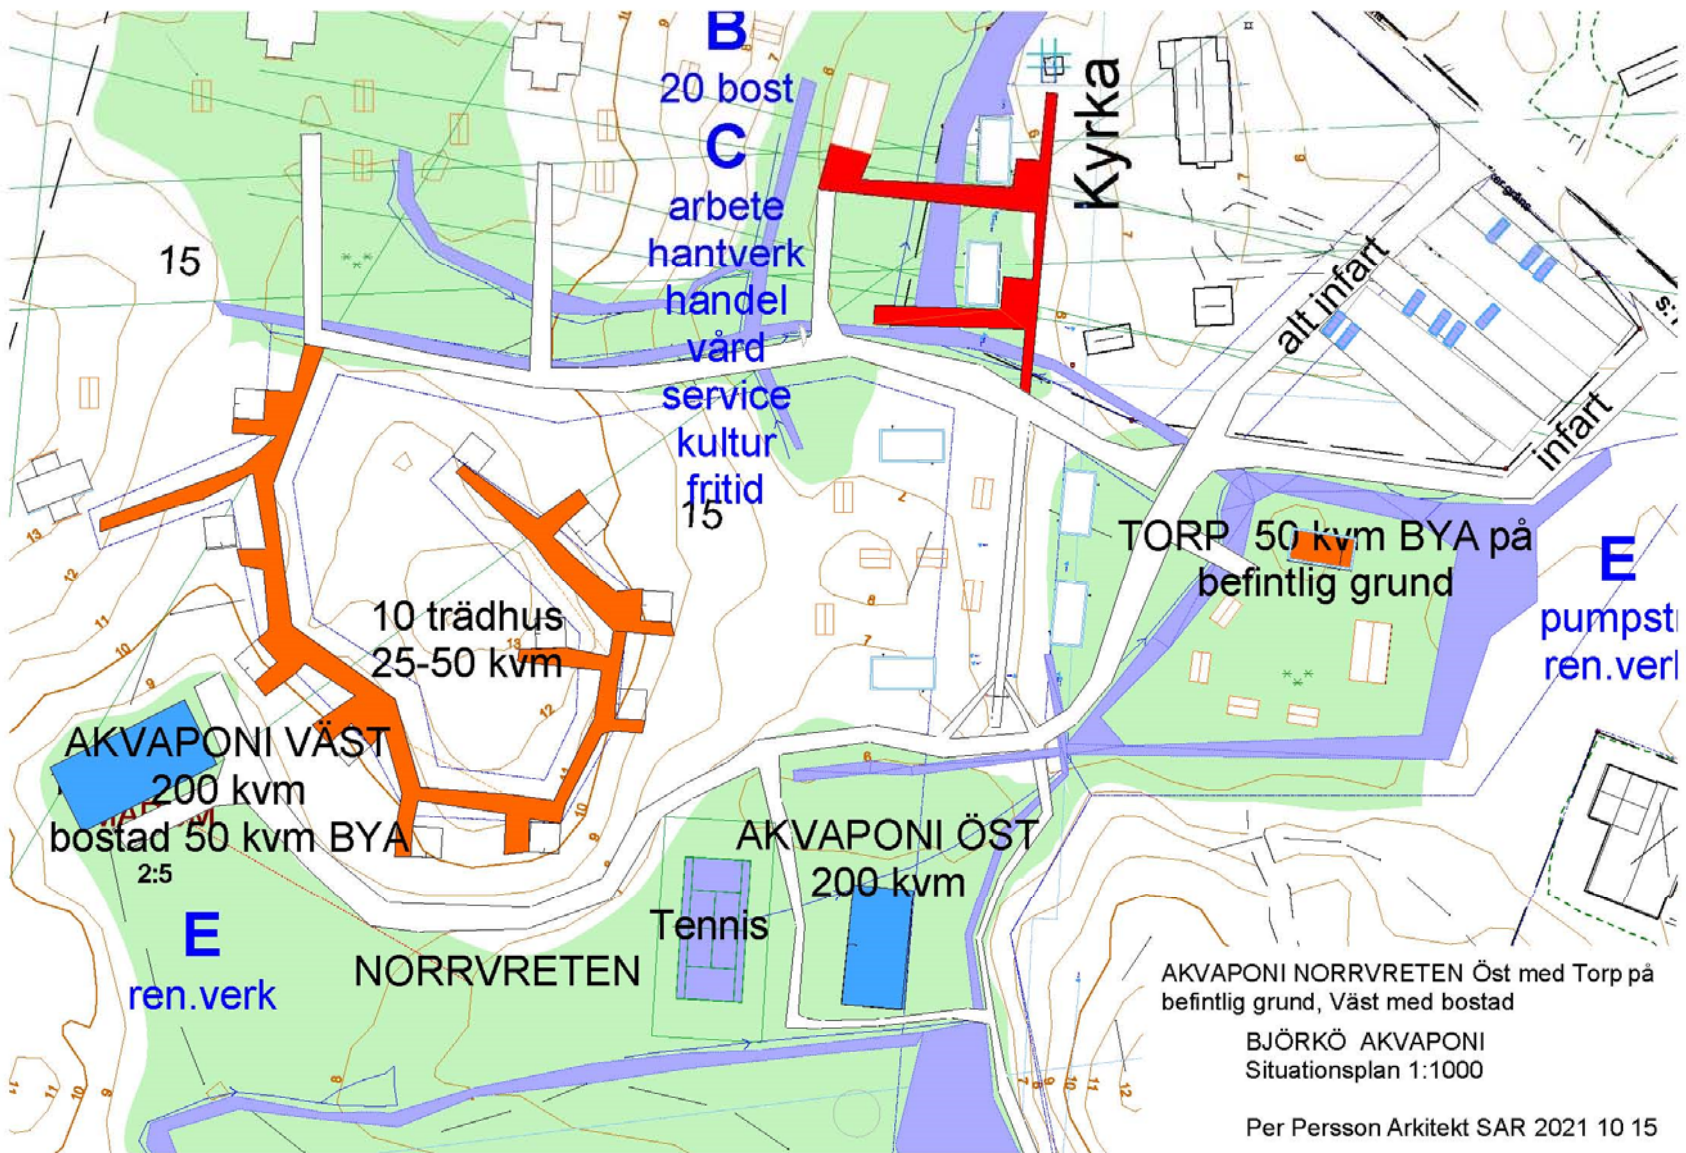 B
20 bost
C
arbete
hantverk
handel
vård
service
kultur
fritid
Kyrka
15
15
alt infart
infart
TORP 50 kvm BYA på
befintlig grund
E
pumpst
ren.ver
10 trädhus
25-50 kvm
AKVAPONI VÄST
200 kvm
bostad 50 kvm BYA
2:5
E
ren.verk
AKVAPONI ÖST
200 kvm
Tennis
NORRVRETEN
AKVAPONI NORRVRETEN Öst med Torp på
befintlig grund, Väst med bostad
BJÖRKÖ AKVAPONI
Situationsplan 1:1000
Per Persson Arkitekt SAR 2021 10 15